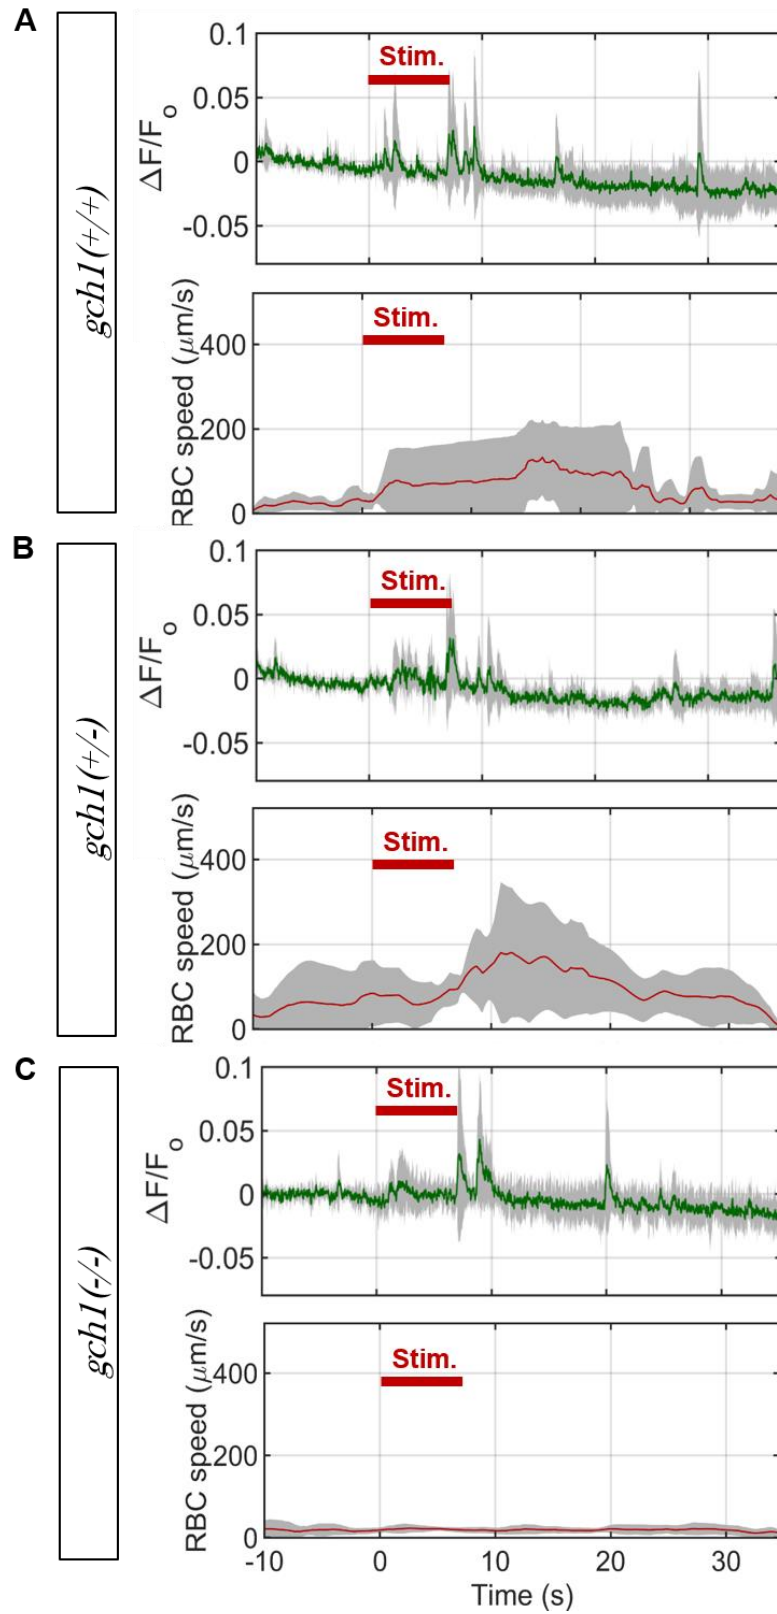 A
gch1(+/+)
ΔF/Fo
0.1
0.05
0
-0.05
Stim.
RBC speed (μm/s)
400
200
0
Stim.
B
gch1(+/-)
ΔF/Fo
0.1
0.05
0
-0.05
Stim.
RBC speed (μm/s)
400
200
0
Stim.
C
gch1(-/-)
ΔF/Fo
0.1
0.05
0
-0.05
Stim.
RBC speed (μm/s)
400
200
0
Stim.
-10 0 10 20 30
Time (s)